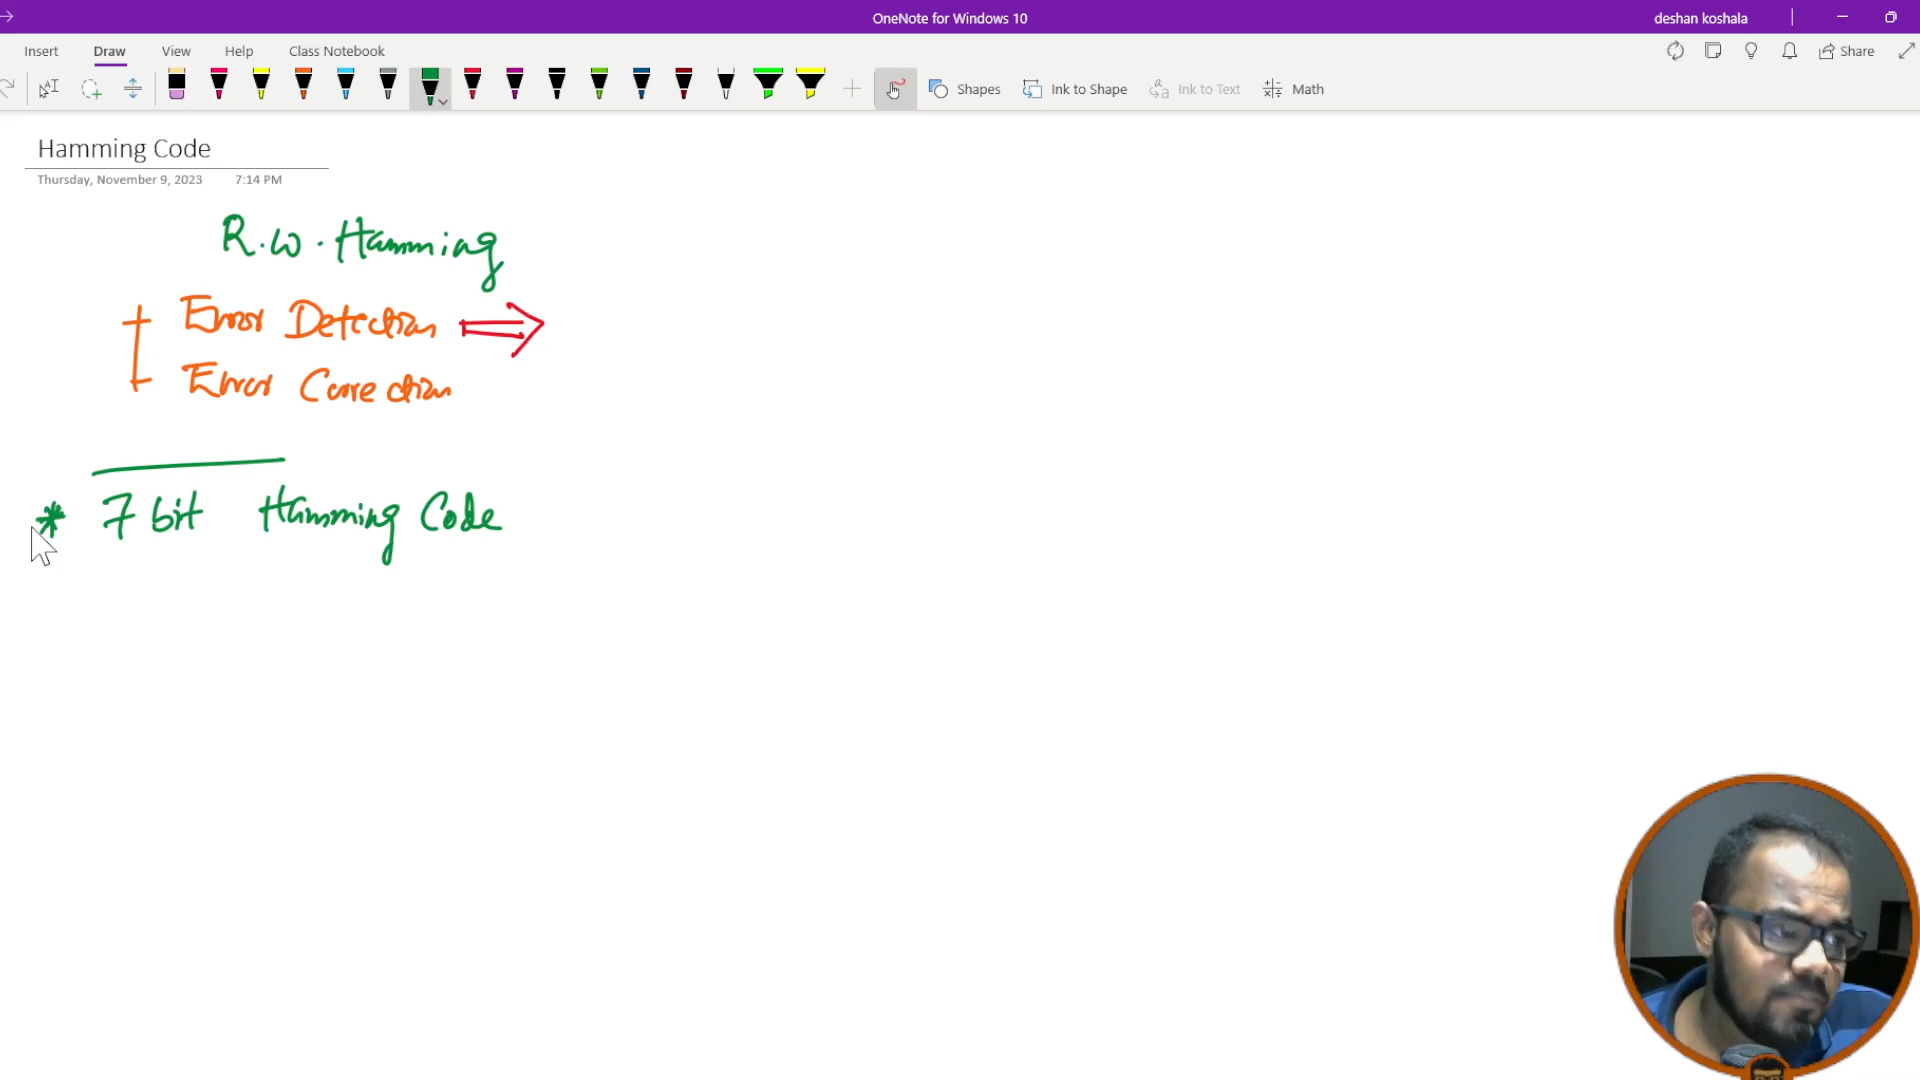 OneNote for Windows 10
deshan koshala
Insert Draw View Help Class Notebook
Share
Shapes Ink to Shape Ink to Text Math
Hamming Code
Thursday, November 9, 2023 7:14 PM
R.W. Hamming
Error Detection
Error Correction
* 7 bit Hamming Code